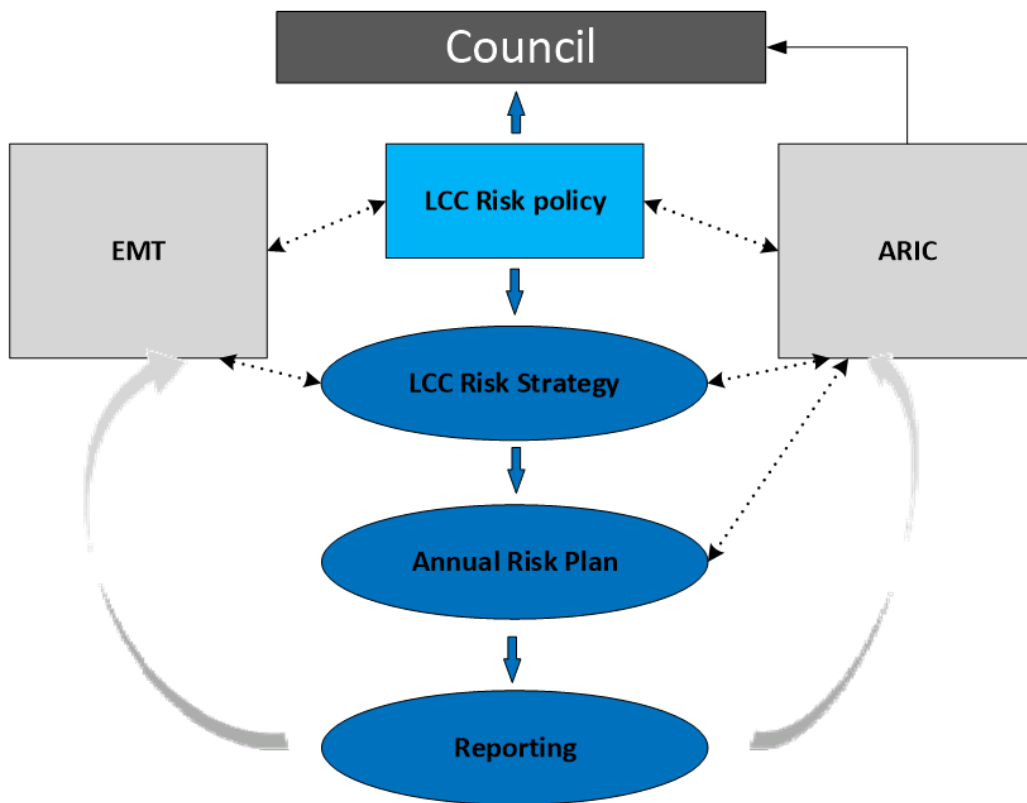 Council
LCC Risk policy
EMT
ARIC
LCC Risk Strategy
Annual Risk Plan
Reporting